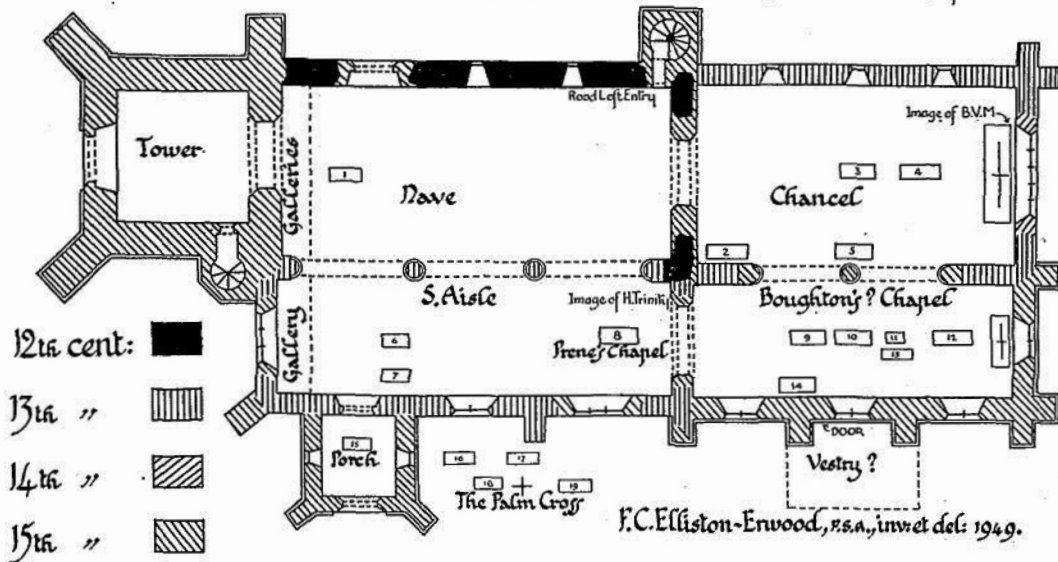 Rood Loft Entry
Image of B.V.M
Tower
Galleries
1
Nave
3
4
Chancel
2
5
S. Aisle
Image of H. Trinity
Boughton's? Chapel
12th cent:
Gallery
6
8
Prene's Chapel
9
10
11
12
13
7
14
13th "
15
Porch
16
17
DOOR
Vestry?
14th "
18
19
The Palm Cross
F.C. Elliston-Erwood, F.S.A., inv: et del: 1949.
15th "